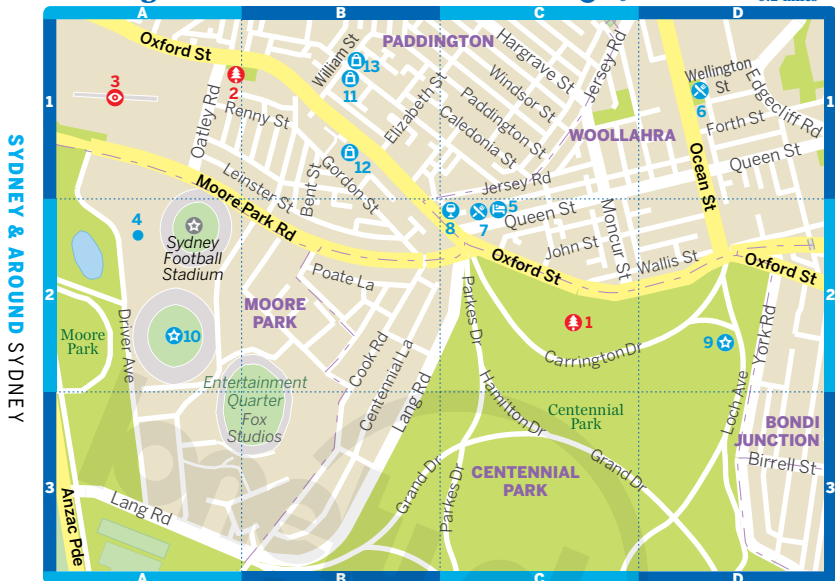 A B C D
Oxford St
PADDINGTON
William St
13
11
Hargrave St
Windsor St
Jersey Rd
Wellington
St
Edgecliff Rd
3
2
6
1
1
Oatley Rd
Renny St
Elizabeth St
Paddington St
Caledonia St
WOOLLAHRA
Forth St
Queen St
12
Leinster St
Bent St
Gordon St
Jersey Rd
Ocean St
Moore Park Rd
4
Sydney
Football
Stadium
8
7
5
Queen St
Moncur St
John St
Wallis St
Oxford St
Oxford St
Poate La
2
2
MOORE
PARK
Moore
Park
Driver Ave
10
Parkes Dr
1
Carrington Dr
9
York Rd
Cook Rd
Centennial La
Lang Rd
Entertainment
Quarter
Fox
Studios
Hamilton Dr
Centennial
Park
Loch Ave
BONDI
JUNCTION
Birrell St
CENTENNIAL
PARK
Grand Dr
Grand Dr
Parkes Dr
3
3
Lang Rd
Anzac Pde
A B C D
SYDNEY & AROUND SYDNEY